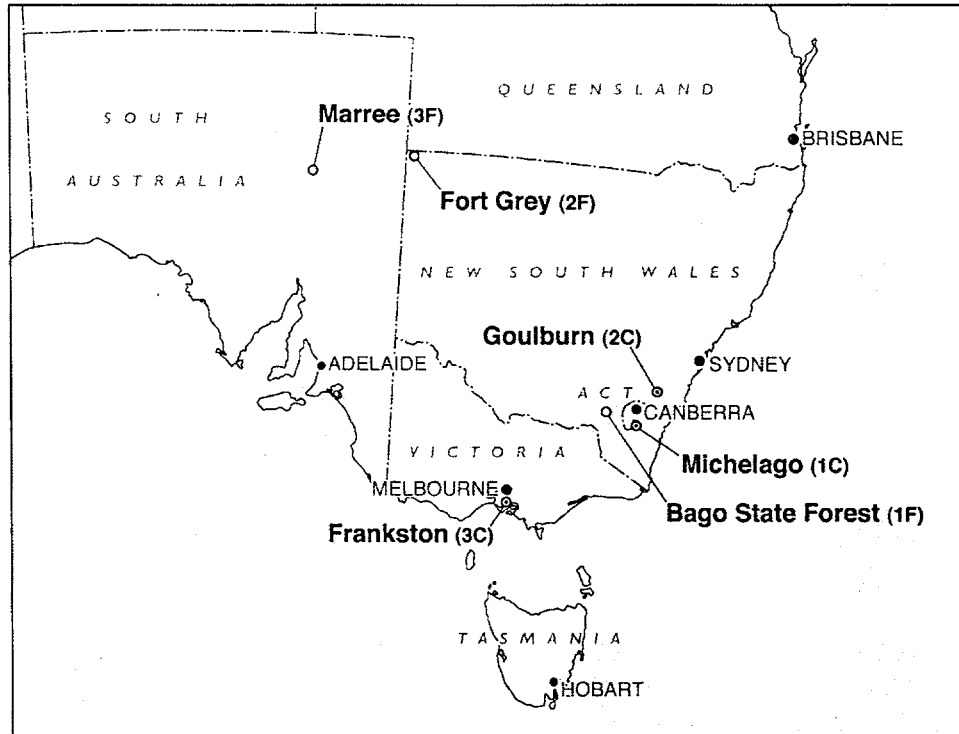 QUEENSLAND
SOUTH
AUSTRALIA
Marree (3F)
BRISBANE
Fort Grey (2F)
NEW SOUTH WALES
Goulburn (2C)
SYDNEY
ADELAIDE
ACT
CANBERRA
VICTORIA
Michelago (1C)
MELBOURNE
Bago State Forest (1F)
Frankston (3C)
TASMANIA
HOBART